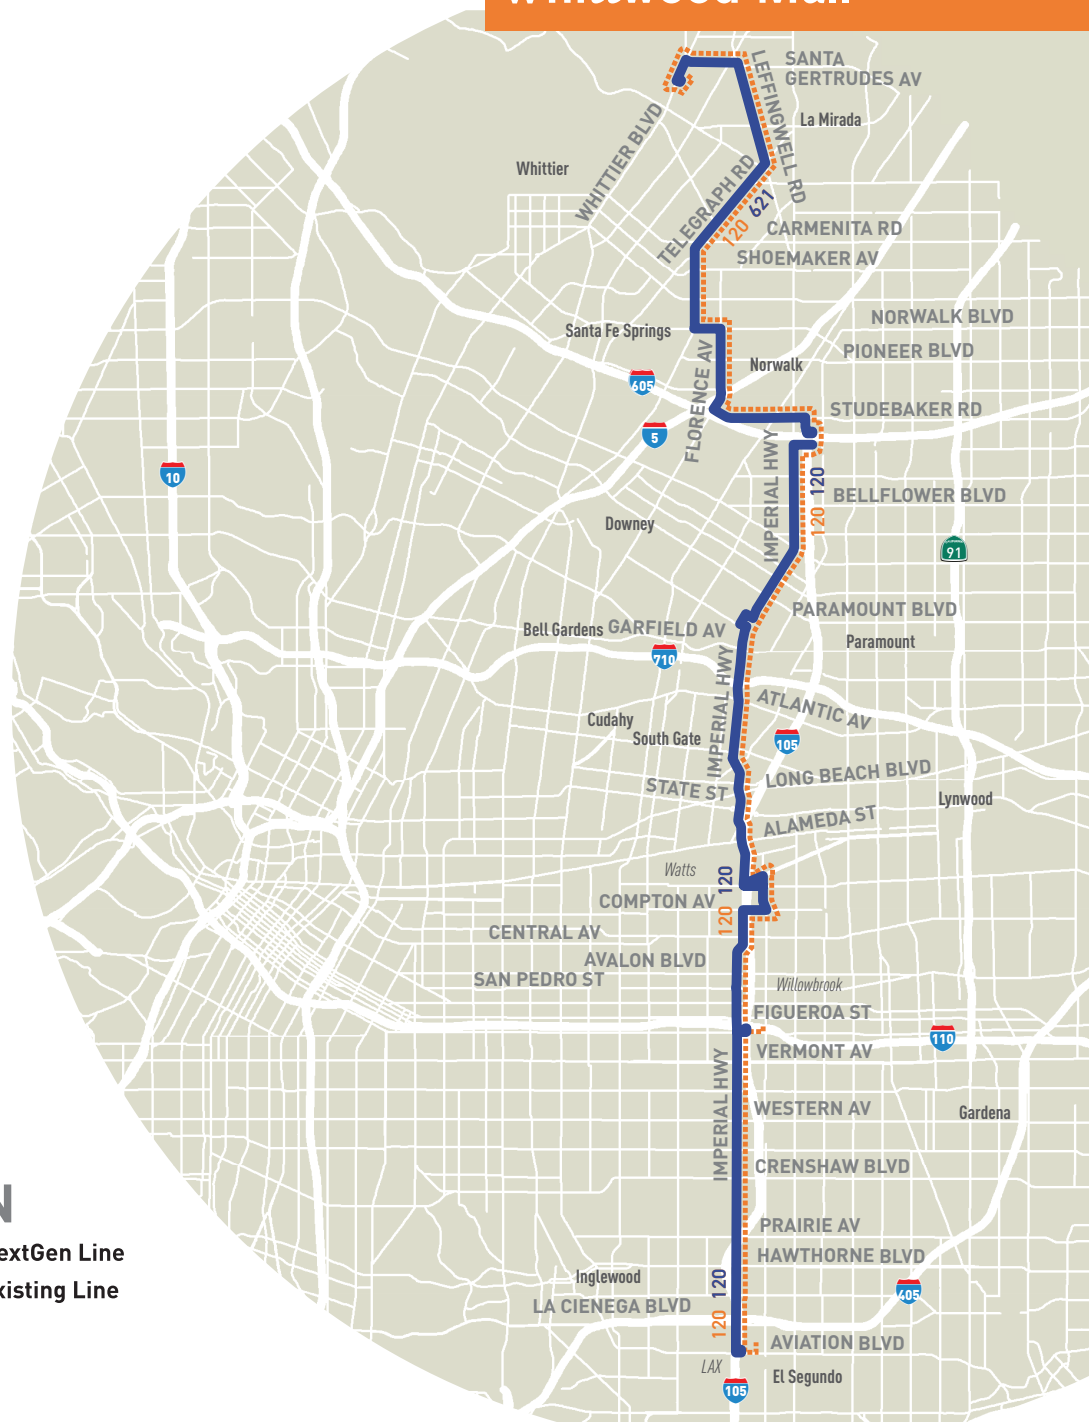 Whittwood Mall
SANTA
GERTRUDES AV
LEFFINGWELL RD
La Mirada
WHITTIER BLVD
Whittier
TELEGRAPH RD
120 621
CARMENITA RD
SHOEMAKER AV
NORWALK BLVD
Santa Fe Springs
PIONEER BLVD
FLORENCE AV
Norwalk
605
STUDEBAKER RD
5
IMPERIAL HWY
10
120 120
BELLFLOWER BLVD
Downey
91
PARAMOUNT BLVD
Bell Gardens
GARFIELD AV
Paramount
710
IMPERIAL HWY
ATLANTIC AV
Cudahy
South Gate
105
LONG BEACH BLVD
STATE ST
Lynwood
ALAMEDA ST
Watts
120 120
COMPTON AV
CENTRAL AV
AVALON BLVD
SAN PEDRO ST
Willowbrook
FIGUEROA ST
110
VERMONT AV
IMPERIAL HWY
WESTERN AV
Gardena
CRENSHAW BLVD
N
PRAIRIE AV
extGen Line
HAWTHORNE BLVD
Inglewood
xisting Line
405
120 120
LA CIENEGA BLVD
AVIATION BLVD
LAX
El Segundo
105